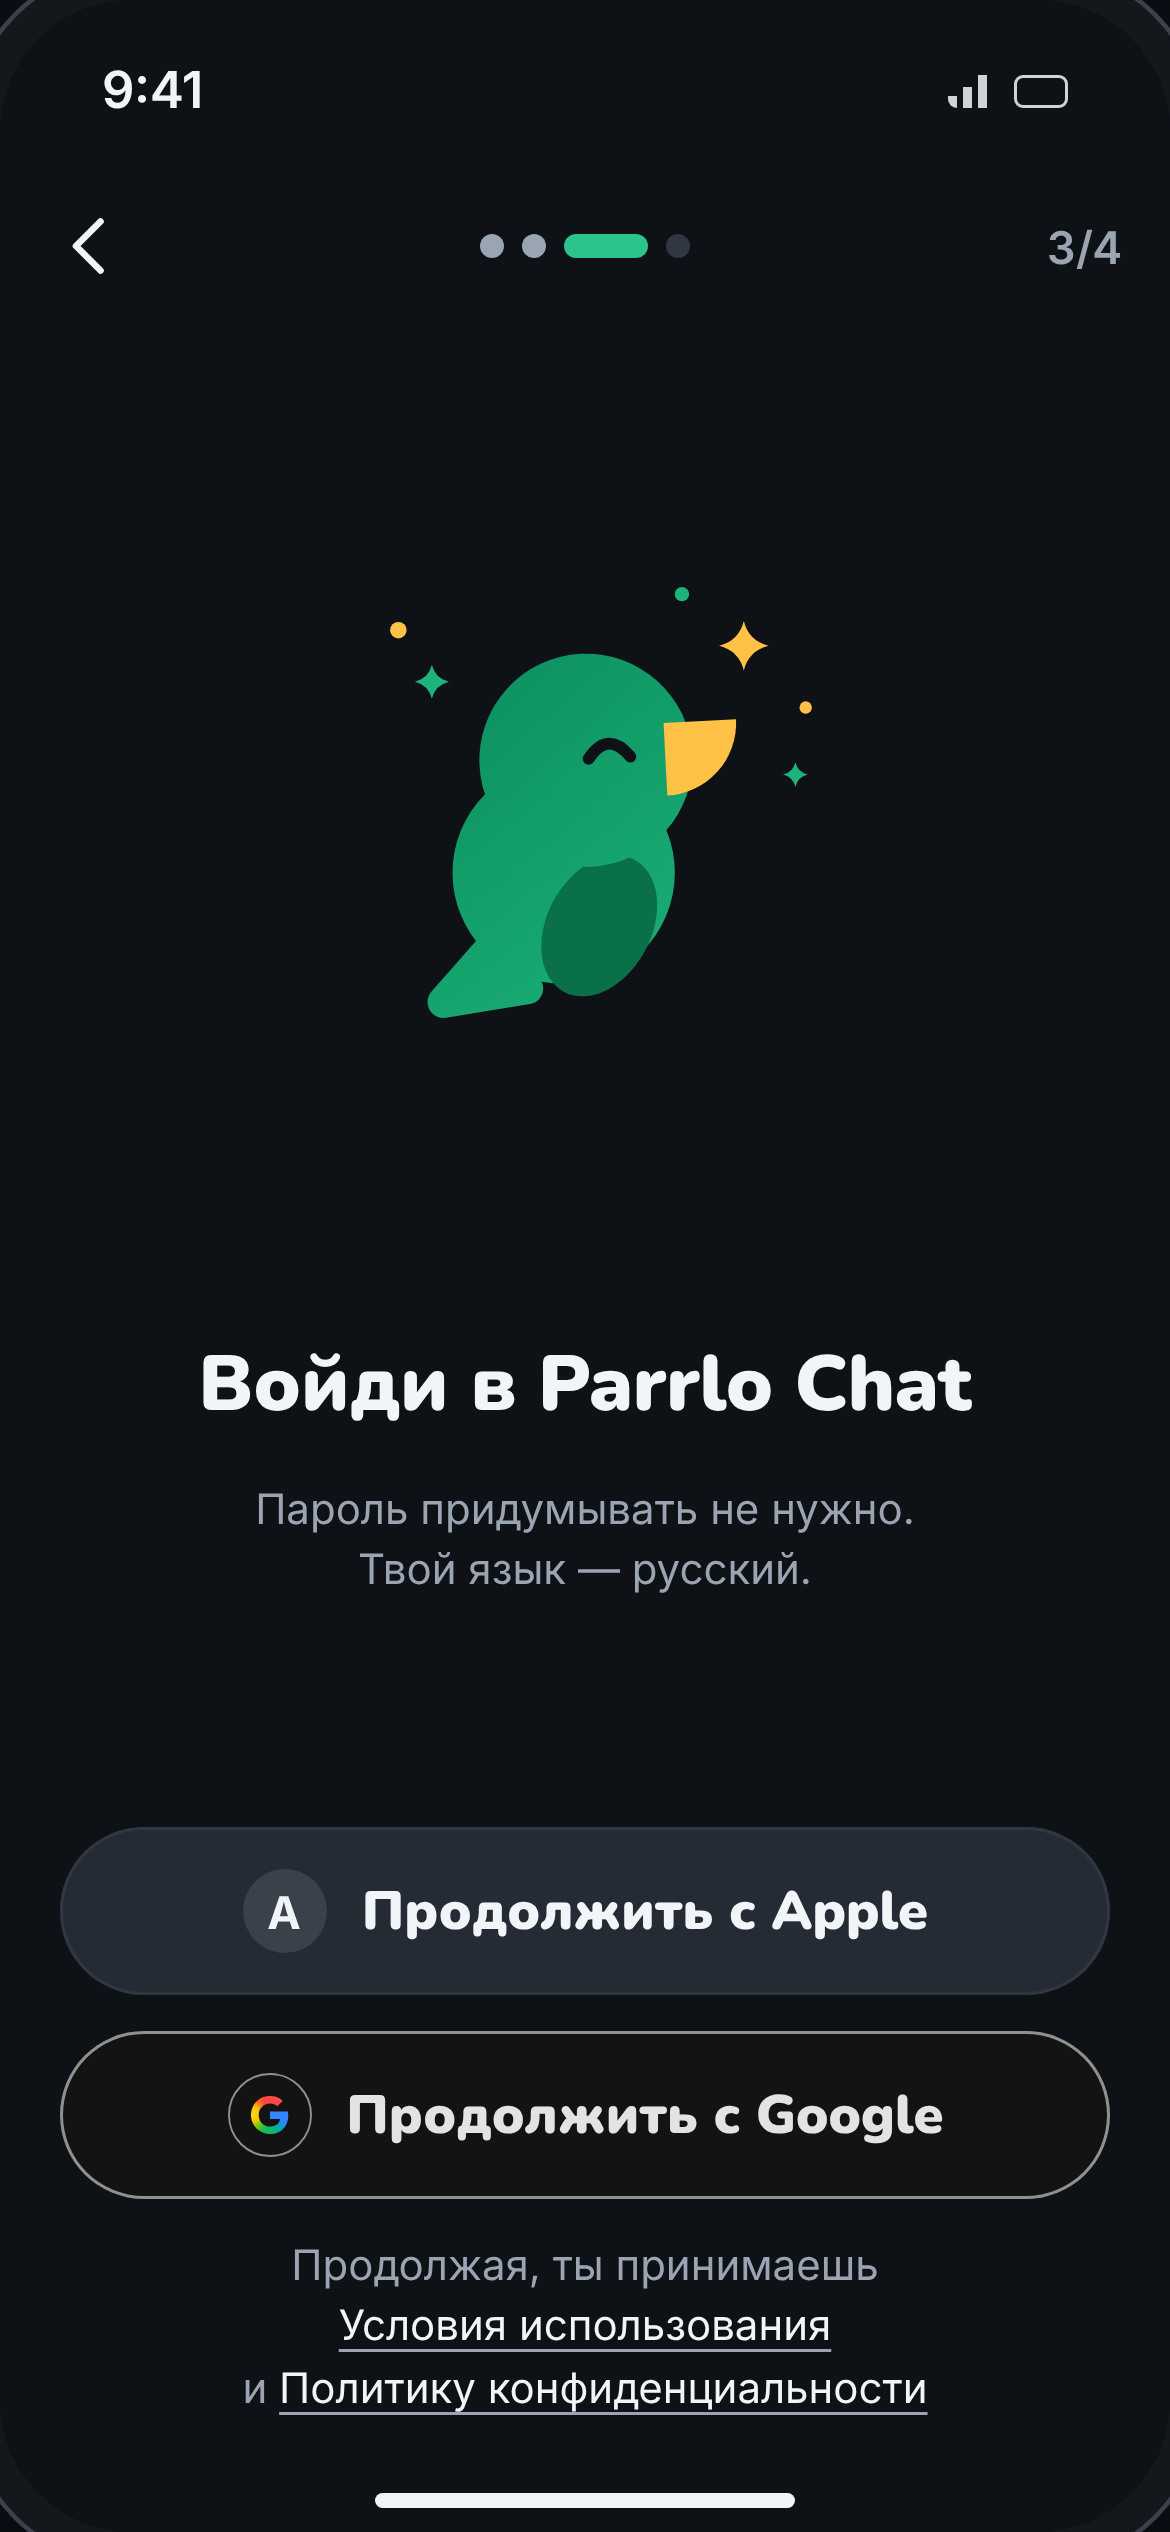 9:41
3/4
Войди в Parrlo Chat
Пароль придумывать не нужно.
Твой язык — русский.
A Продолжить с Apple
G Продолжить с Google
Продолжая, ты принимаешь
Условия использования
и Политику конфиденциальности